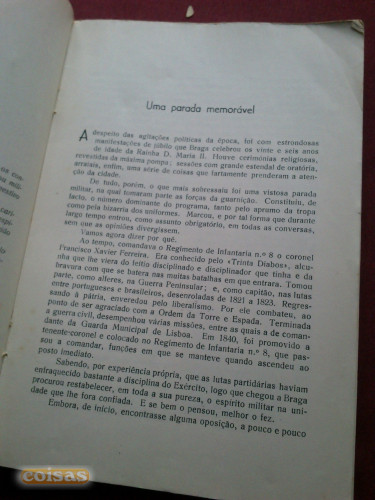 Uma parada memorável
A despeito das agitações políticas da época, foi com estrondosas
manifestações de júbilo que Braga celebrou os vinte e seis anos
de idade da Rainha D. Maria II. Houve cerimónias religiosas,
revestidas da máxima pompa; sessões com grande estendal de oratória,
arraiais, enfim, uma série de coisas que lartamente prenderam a aten-
ção da cidade.
De tudo, porém, o que mais sobressaíu foi uma vistosa parada
militar, na qual tomaram parte as forças da guarnição. Constituíu, de
facto, o número dominante do programa, tanto pelo apromo da tropa
como pela bizarria dos uniformes. Marcou, e por tal forma que durante
largo tempo entrou, como assunto obrigatório, em todas as conversas,
sem que as opiniões divergissem.
Vamos agora dizer por quê.
Ao tempo, comandava o Regimento de Infantaria n.º 8 o coronel
Francisco Xavier Ferreira. Era conhecido pelo «Trinta Diabos», alcu-
nha que lhe viera do feitio disciplinado e disciplinador que tinha e da
bravura com que se batera nas muitas batalhas em que entrara. Tomou
parte, como alferes, na Guerra Peninsular; e, como capitão, nas lutas
entre portugueses e brasileiros, desenroladas de 1821 a 1823. Regres-
sando à pátria, enveredou pelo liberalismo. Por ele combateu, ao
ponto de ser agraciado com a Ordem da Torre e Espada. Terminada
a guerra civil, desempenhou várias missões, entre as quais a de coman-
dante da Guarda Municipal de Lisboa. Em 1840, foi promovido a
tenente-coronel e colocado no Regimento de Infantaria n.º 8, que pas-
sou a comandar, funções em que se manteve quando ascendeu ao
posto imediato.
Sabendo, por experiência própria, que as lutas partidárias haviam
enfraquecido bastante a disciplina do Exército, logo que chegou a Braga
procurou restabelecer, em toda a sua pureza, o espírito militar na uni-
dade que lhe fora confiada. E se bem o pensou, melhor o fez.
Embora, de início, encontrasse alguma oposição, a pouco e pouco
coisas